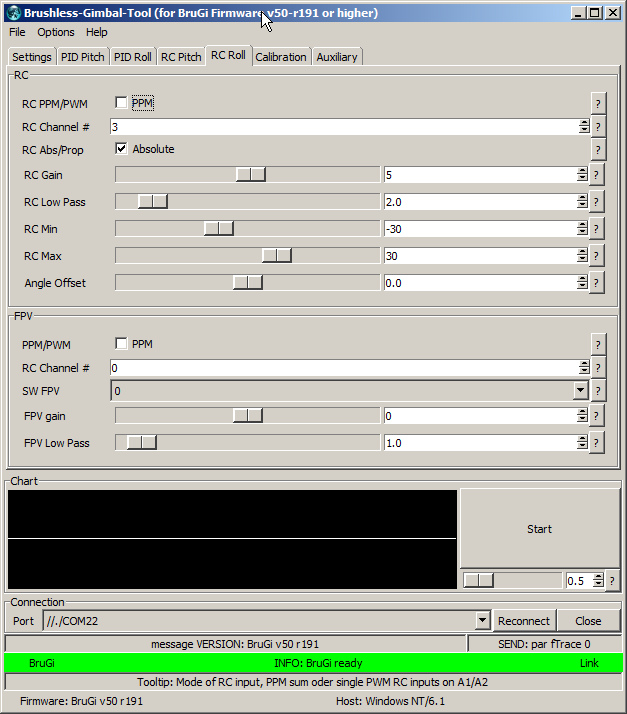 Brushless-Gimbal-Tool (for BruGi Firmware v50-r191 or higher)
File Options Help
Settings PID Pitch PID Roll RC Pitch RC Roll Calibration Auxiliary
RC
RC PPM/PWM PPM ?
RC Channel # 3 ?
RC Abs/Prop Absolute ?
RC Gain 5 ?
RC Low Pass 2.0 ?
RC Min -30 ?
RC Max 30 ?
Angle Offset 0.0 ?
FPV
PPM/PWM PPM ?
RC Channel # 0 ?
SW FPV 0 ?
FPV gain 0 ?
FPV Low Pass 1.0 ?
Chart
Start
0.5 ?
Connection
Port //./COM22 Reconnect Close
message VERSION: BruGi v50 r191 SEND: par fTrace 0
BruGi INFO: BruGi ready Link
Tooltip: Mode of RC input, PPM sum oder single PWM RC inputs on A1/A2
Firmware: BruGi v50 r191 Host: Windows NT/6.1